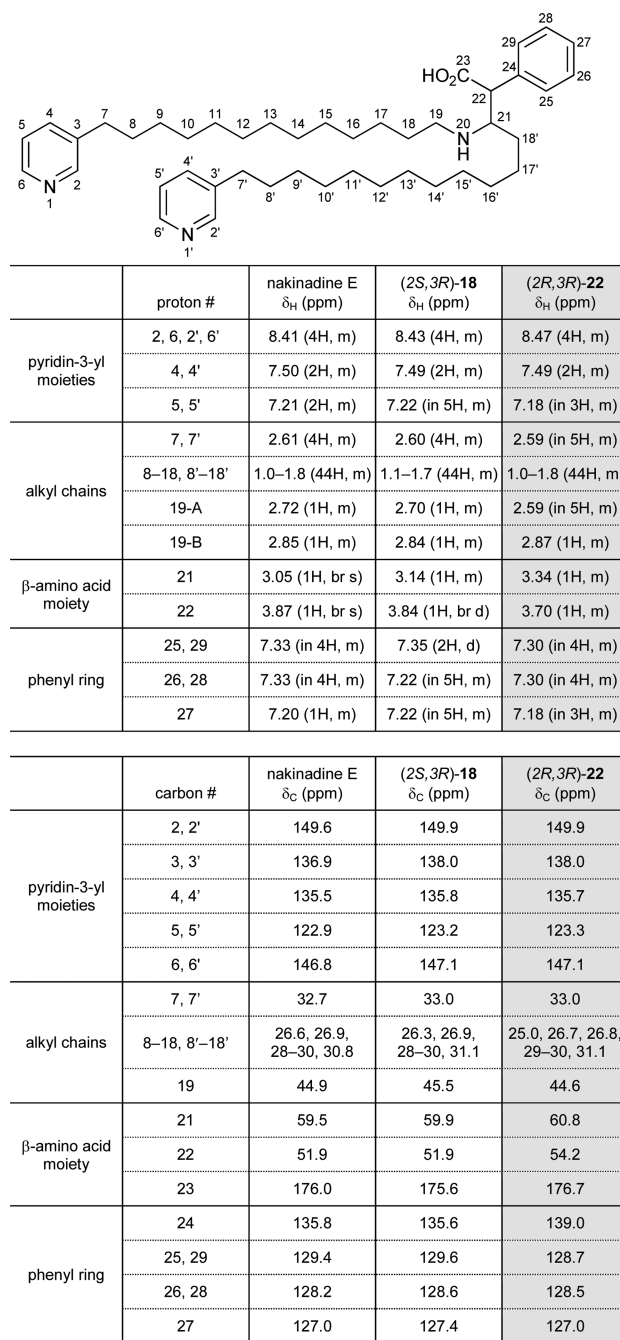 28
29
27
23
24
HO2C
26
22
25
4
7
9
11
13
15
17
19
20
21
5
3
8
10
12
14
16
18
N
H
18'
6
2
5'
4'
3'
7'
9'
11'
13'
15'
17'
N
1
8'
10'
12'
14'
16'
6'
2'
N
1'
proton # nakinadine E δH (ppm) (2S,3R)-18 δH (ppm) (2R,3R)-22 δH (ppm)
pyridin-3-yl moieties
2, 6, 2', 6' 8.41 (4H, m) 8.43 (4H, m) 8.47 (4H, m)
4, 4' 7.50 (2H, m) 7.49 (2H, m) 7.49 (2H, m)
5, 5' 7.21 (2H, m) 7.22 (in 5H, m) 7.18 (in 3H, m)
alkyl chains
7, 7' 2.61 (4H, m) 2.60 (4H, m) 2.59 (in 5H, m)
8–18, 8'–18' 1.0–1.8 (44H, m) 1.1–1.7 (44H, m) 1.0–1.8 (44H, m
19-A 2.72 (1H, m) 2.70 (1H, m) 2.59 (in 5H, m)
19-B 2.85 (1H, m) 2.84 (1H, m) 2.87 (1H, m)
β-amino acid moiety
21 3.05 (1H, br s) 3.14 (1H, m) 3.34 (1H, m)
22 3.87 (1H, br s) 3.84 (1H, br d) 3.70 (1H, m)
phenyl ring
25, 29 7.33 (in 4H, m) 7.35 (2H, d) 7.30 (in 4H, m)
26, 28 7.33 (in 4H, m) 7.22 (in 5H, m) 7.30 (in 4H, m)
27 7.20 (1H, m) 7.22 (in 5H, m) 7.18 (in 3H, m)
carbon # nakinadine E δC (ppm) (2S,3R)-18 δC (ppm) (2R,3R)-22 δC (ppm)
pyridin-3-yl moieties
2, 2' 149.6 149.9 149.9
3, 3' 136.9 138.0 138.0
4, 4' 135.5 135.8 135.7
5, 5' 122.9 123.2 123.3
6, 6' 146.8 147.1 147.1
alkyl chains
7, 7' 32.7 33.0 33.0
8–18, 8'–18' 26.6, 26.9, 28–30, 30.8 26.3, 26.9, 28–30, 31.1 25.0, 26.7, 26.8, 29–30, 31.1
19 44.9 45.5 44.6
β-amino acid moiety
21 59.5 59.9 60.8
22 51.9 51.9 54.2
23 176.0 175.6 176.7
phenyl ring
24 135.8 135.6 139.0
25, 29 129.4 129.6 128.7
26, 28 128.2 128.6 128.5
27 127.0 127.4 127.0